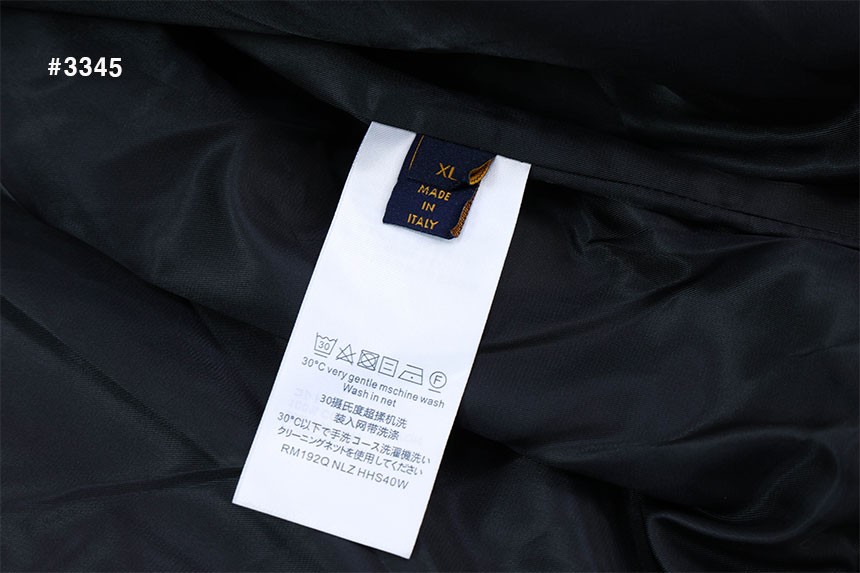 #3345
XL
MADE
IN
ITALY
30
F
30°C very gentle mschine wash
Wash in net
30摄氏度超揉机洗
装入网带洗涤
30°C以下で手洗コース洗濯機洗い
クリーニングネットを使用してください
RM192Q NLZ HHS40W